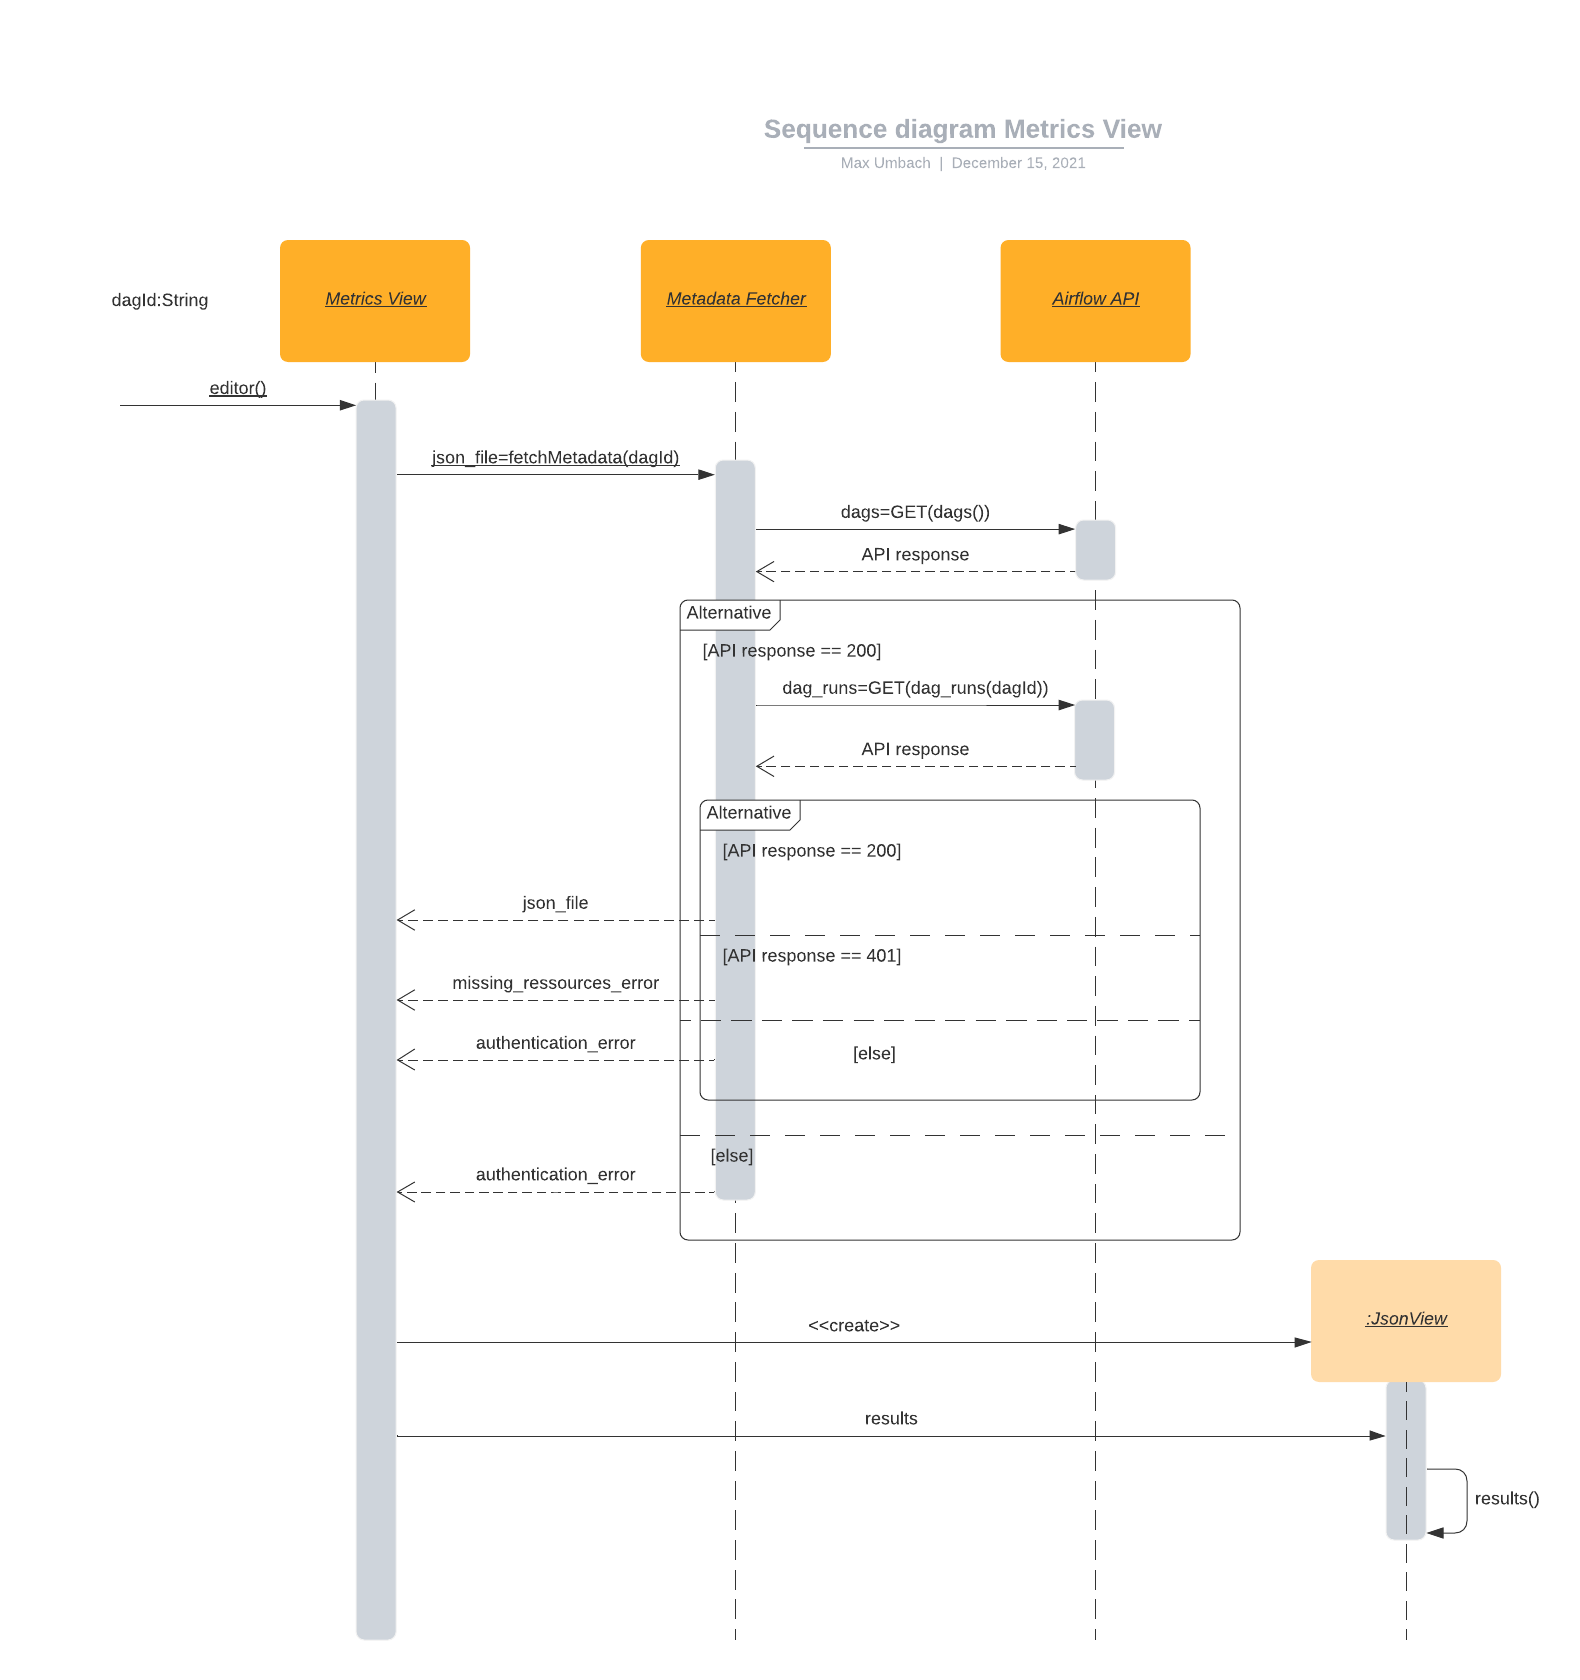 Sequence diagram Metrics View
Max Umbach | December 15, 2021
dagId:String
Metrics View
Metadata Fetcher
Airflow API
editor()
json_file=fetchMetadata(dagId)
dags=GET(dags())
API response
Alternative
[API response == 200]
dag_runs=GET(dag_runs(dagId))
API response
Alternative
[API response == 200]
json_file
[API response == 401]
missing_ressources_error
authentication_error
[else]
[else]
authentication_error
:JsonView
<<create>>
results
results()